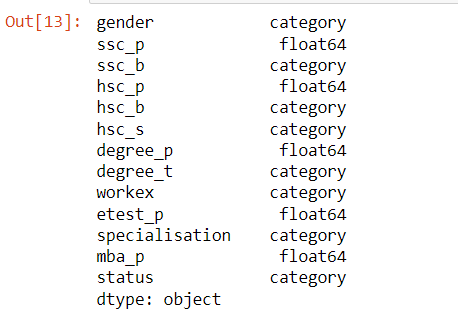 Out[13]: gender category
ssc_p float64
ssc_b category
hsc_p float64
hsc_b category
hsc_s category
degree_p float64
degree_t category
workex category
etest_p float64
specialisation category
mba_p float64
status category
dtype: object